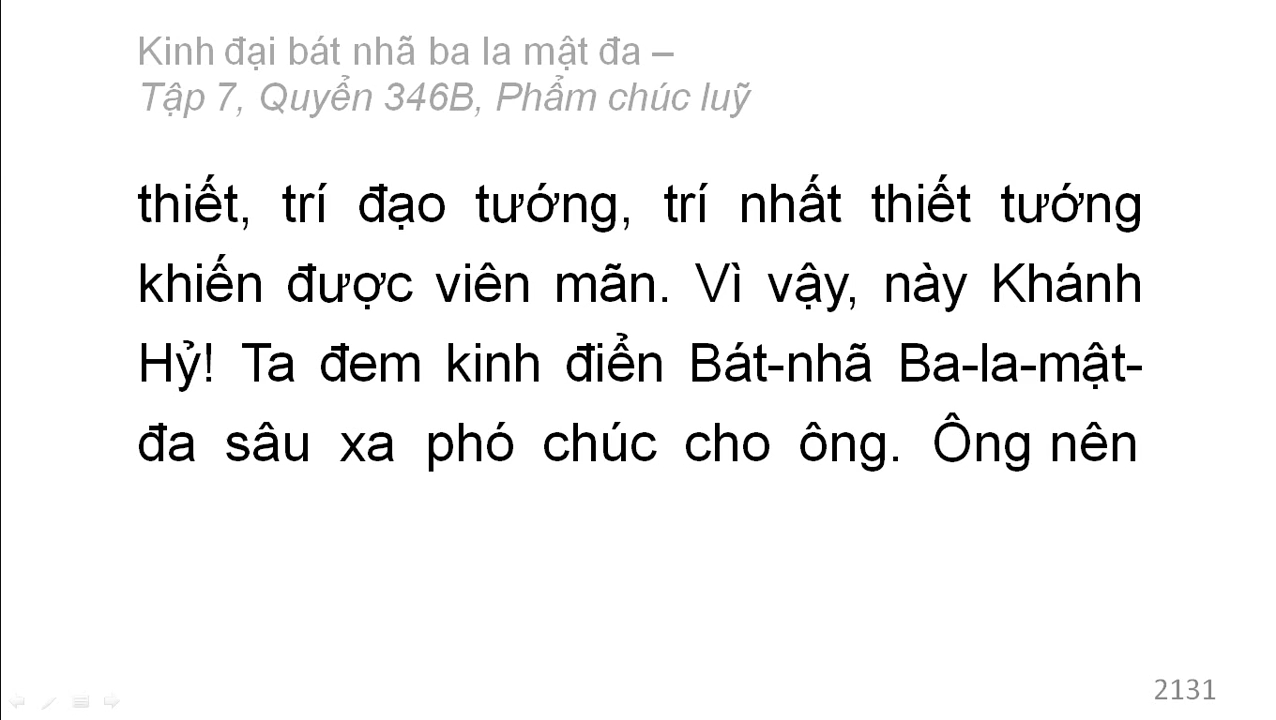 Kinh đại bát nhã ba la mật đa –
Tập 7, Quyển 346B, Phẩm chúc luỹ
thiết, trí đạo tướng, trí nhất thiết tướng
khiến được viên mãn. Vì vậy, này Khánh
Hỷ! Ta đem kinh điển Bát-nhã Ba-la-mật-
đa sâu xa phó chúc cho ông. Ông nên
2131